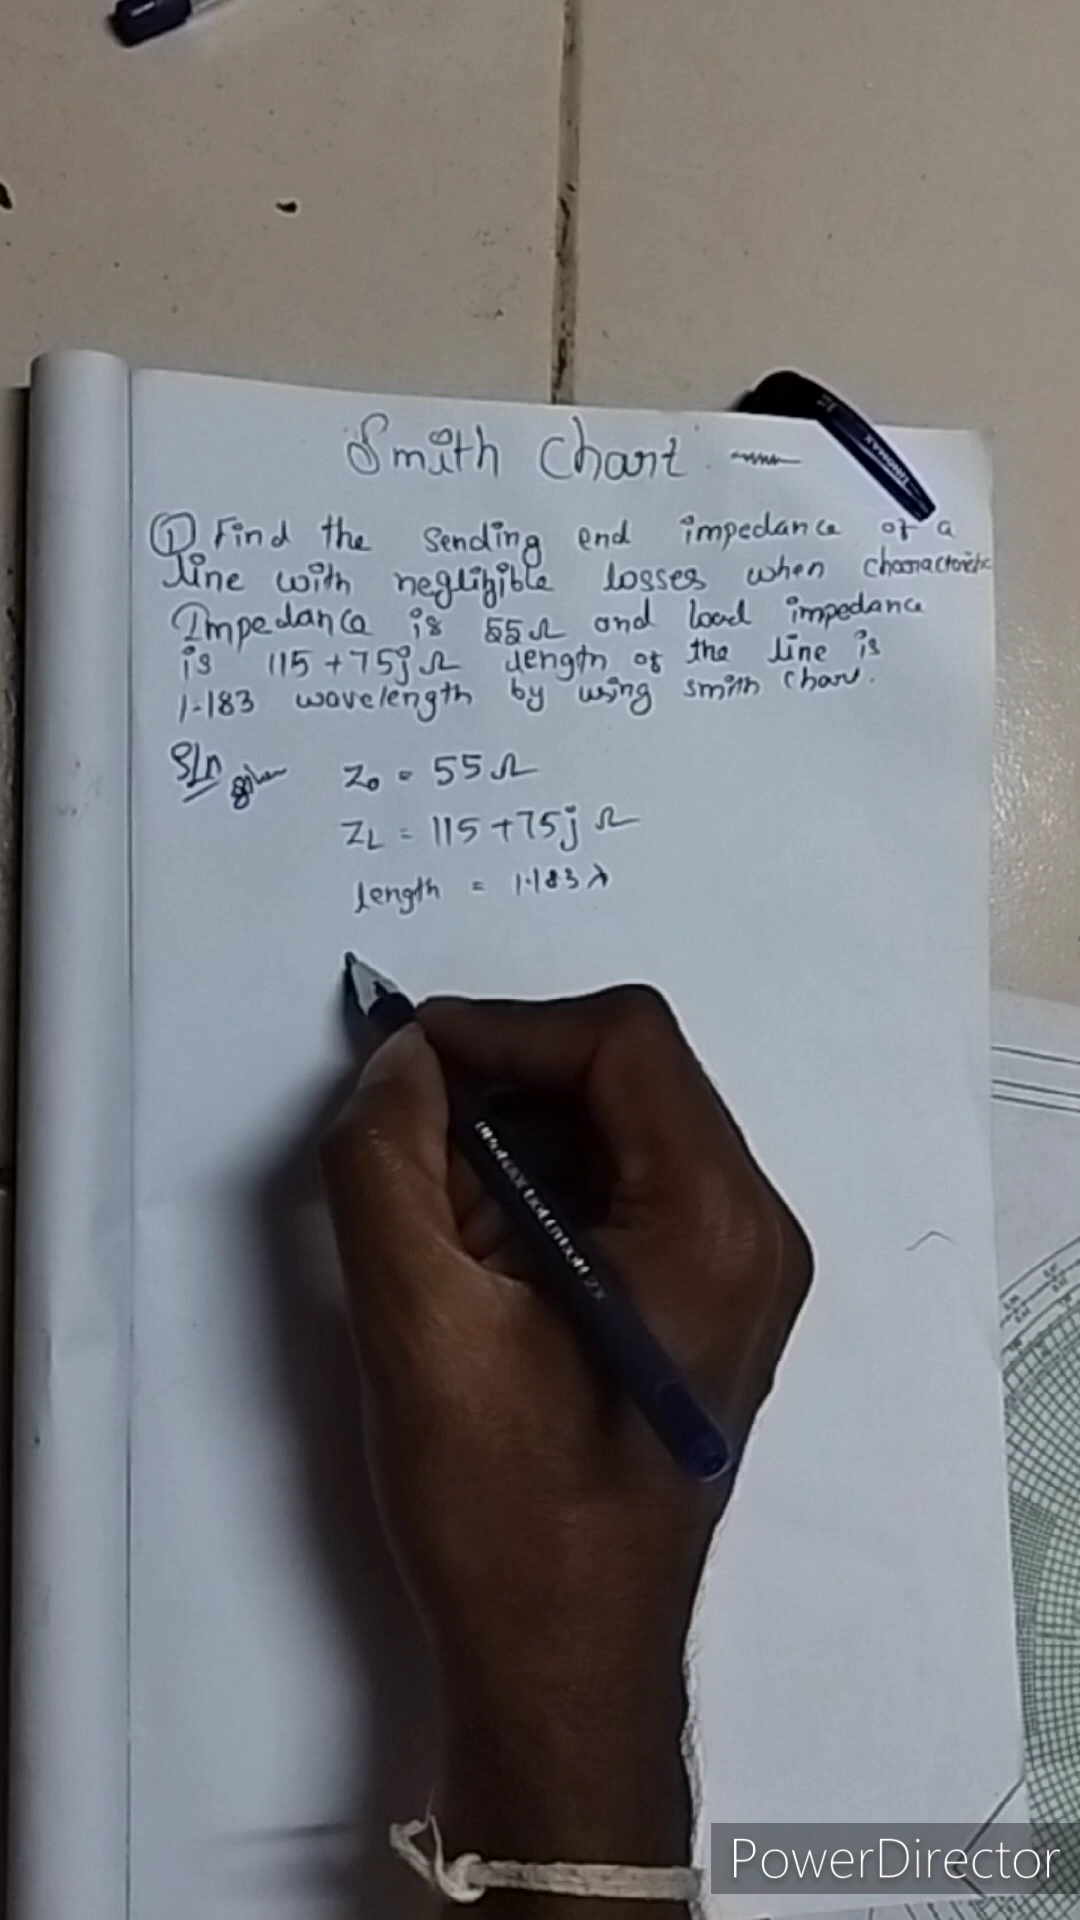 Smith Chart
① Find the sending end impedance of a
line with negligible losses when
Impedance is 55Ω and load impedance
is 115 + 75j Ω length of the line is
1.183 wavelength by using smith chart.
Sln given Z₀ = 55 Ω
ZL = 115 + 75j Ω
length = 1.183 λ
PowerDirector